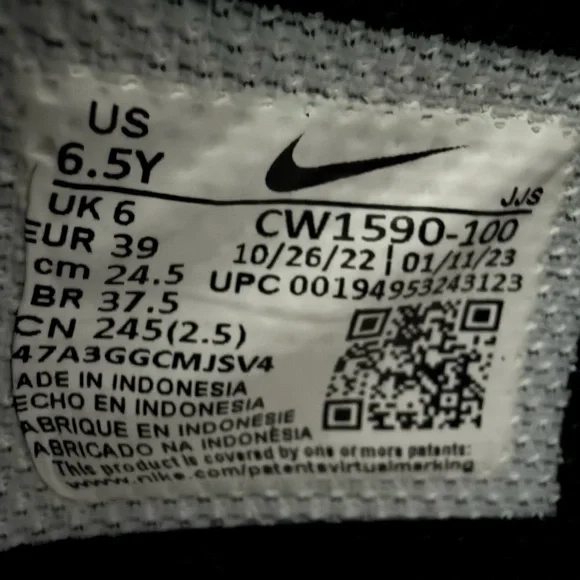 US
6.5Y
JJS
UK 6
CW1590-100
EUR 39
10/26/22 | 01/11/23
cm 24.5
UPC 00194953243123
BR 37.5
CN 245(2.5)
47A3GGCMJSV4
ADE IN INDONESIA
ECHO EN INDONESIA
ABRIQUE EN INDONESIE
ABRICADO NA INDONÉSIA
This product is covered by one or more patents:
www.nike.com/patentsvirtualmarking